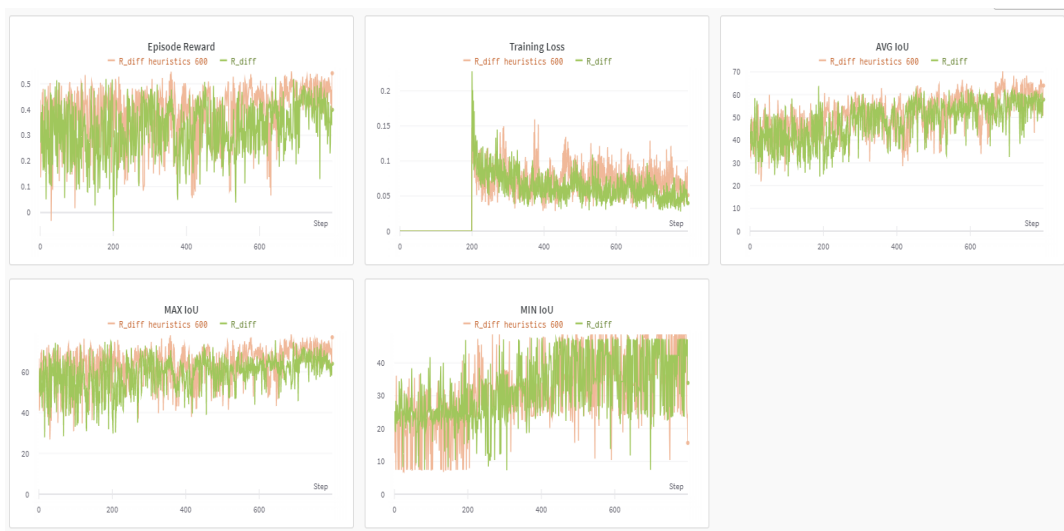 Episode Reward
R_diff heuristics 600 R_diff
0.5
0.4
0.3
0.2
0.1
0
Step
0 200 400 600
Training Loss
R_diff heuristics 600 R_diff
0.2
0.15
0.1
0.05
0
Step
0 200 400 600
AVG IoU
R_diff heuristics 600 R_diff
70
60
50
40
30
20
10
0
Step
0 200 400 600
MAX IoU
R_diff heuristics 600 R_diff
60
40
20
0
Step
0 200 400 600
MIN IoU
R_diff heuristics 600 R_diff
40
30
20
10
0
Step
0 200 400 600